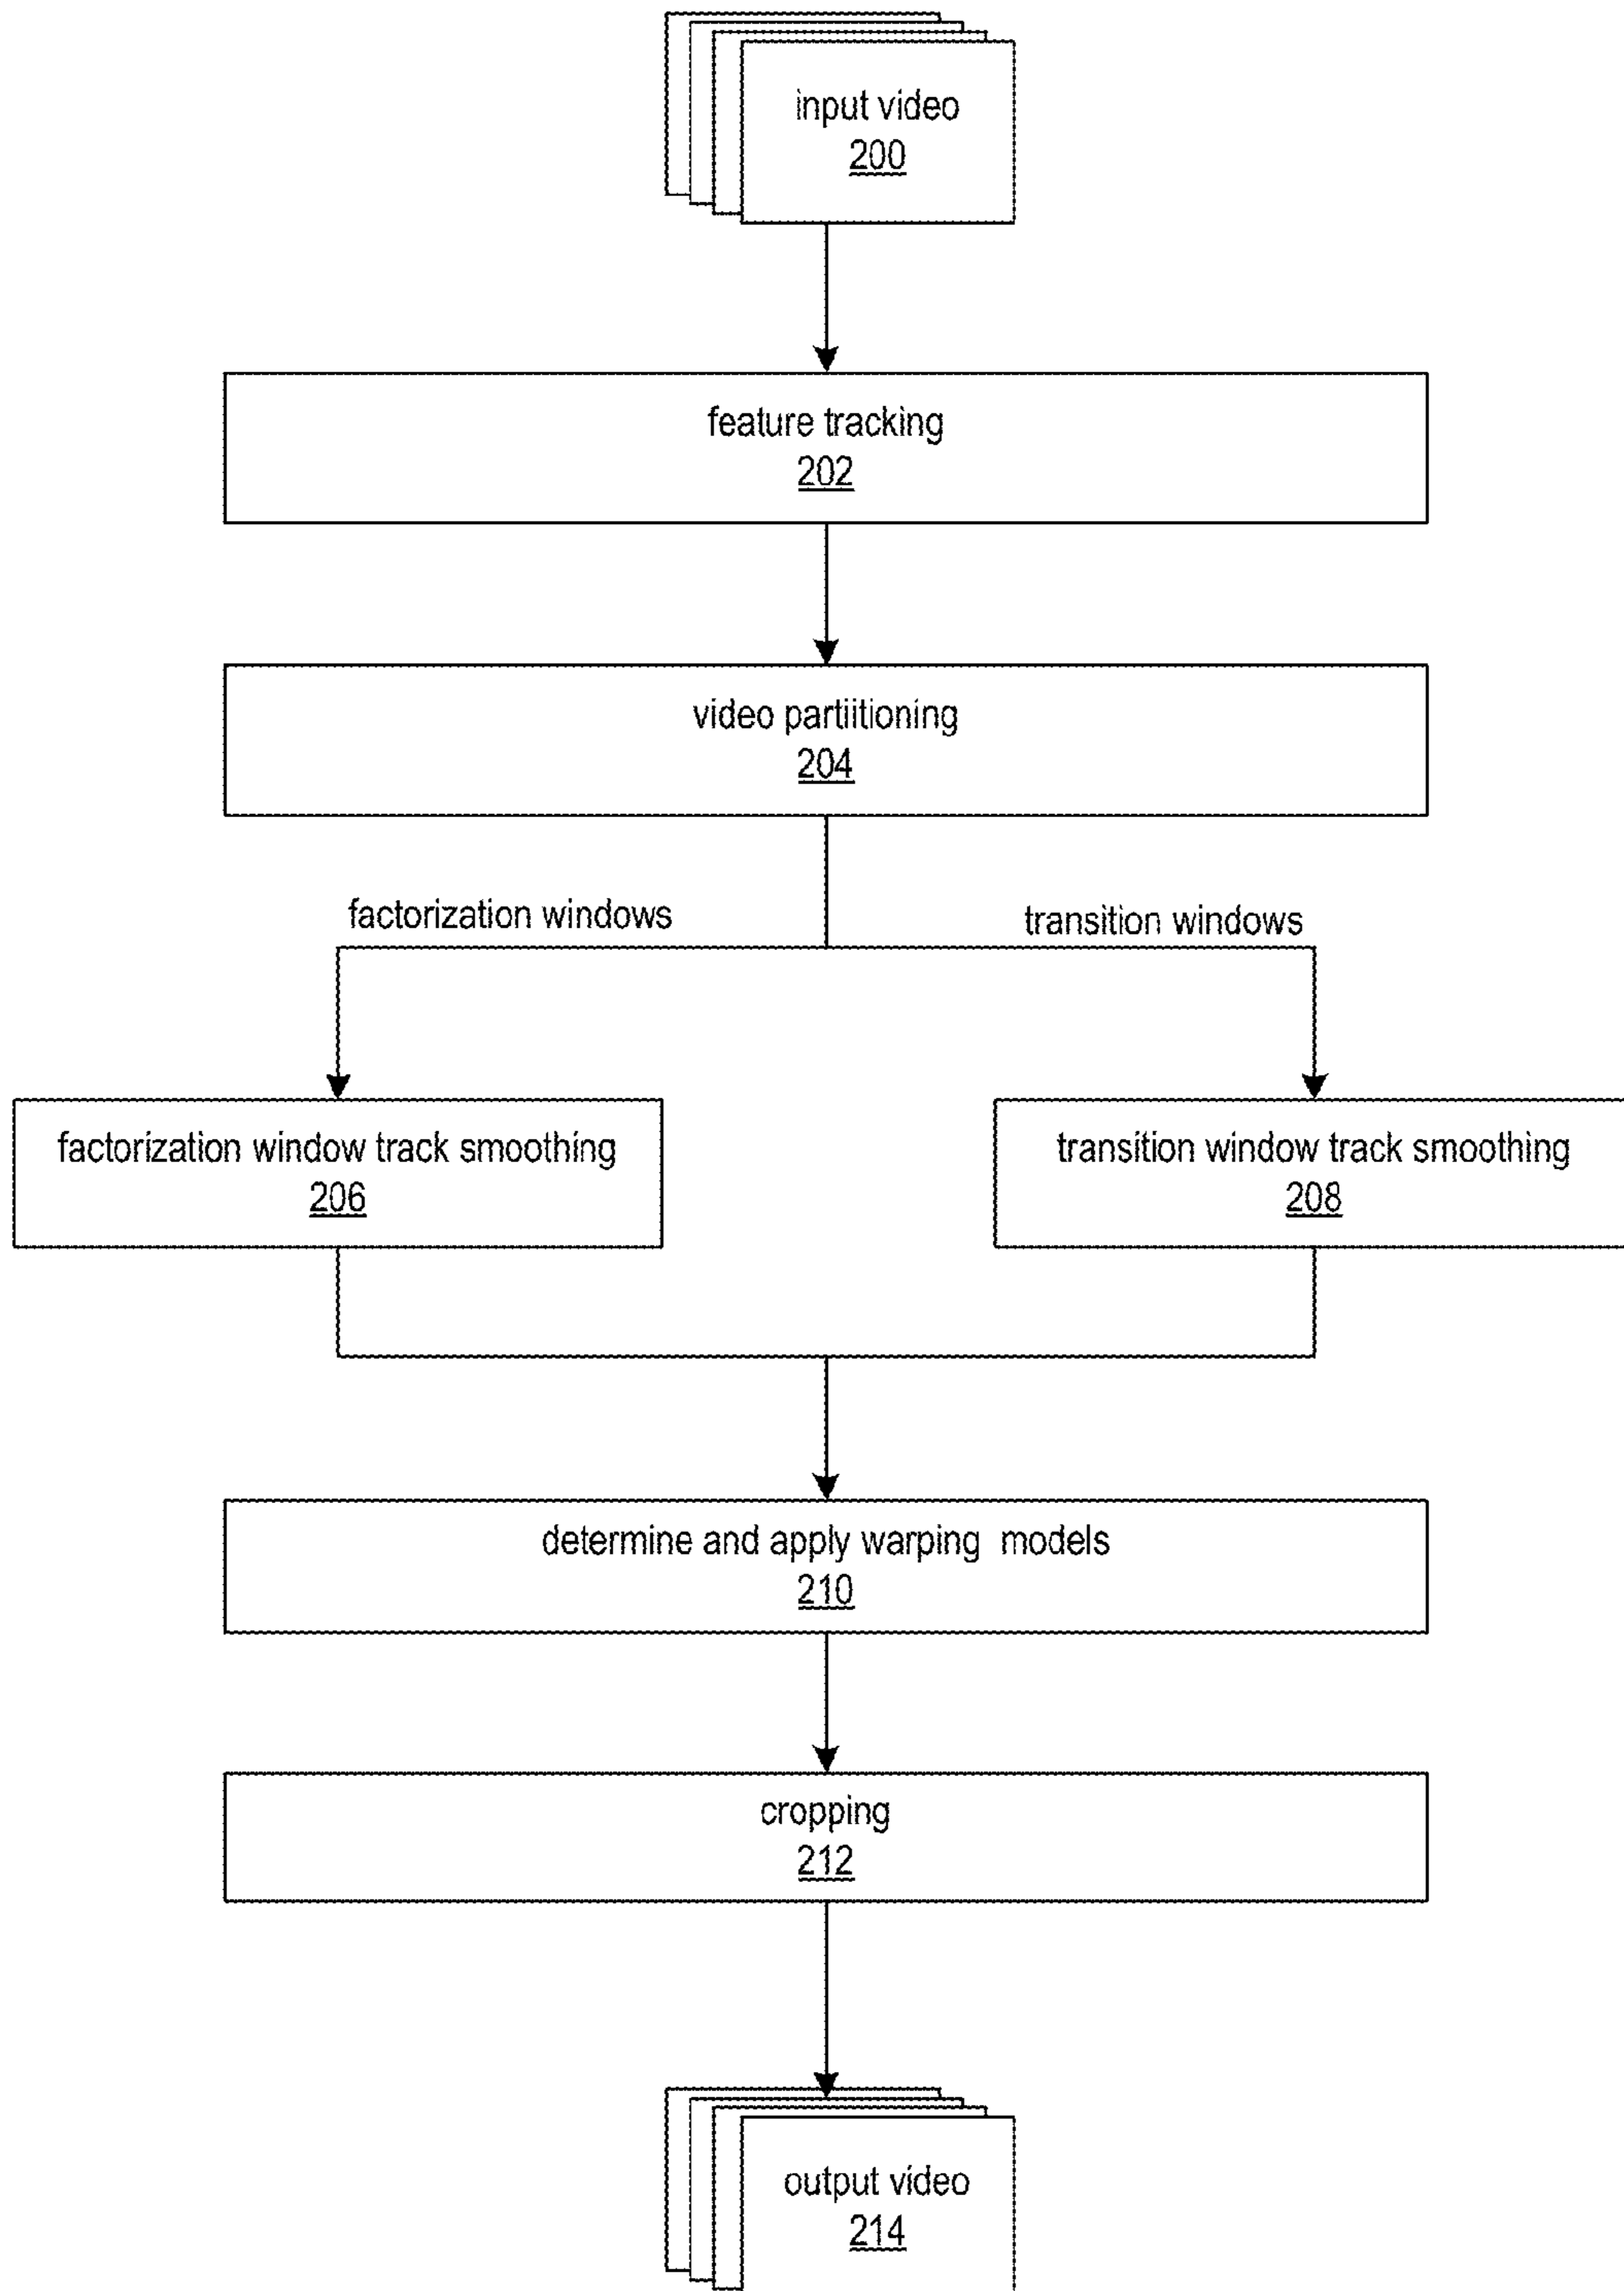 input video
200
feature tracking
202
video partiitioning
204
factorization windows
transition windows
factorization window track smoothing
206
transition window track smoothing
208
determine and apply warping models
210
cropping
212
output video
214